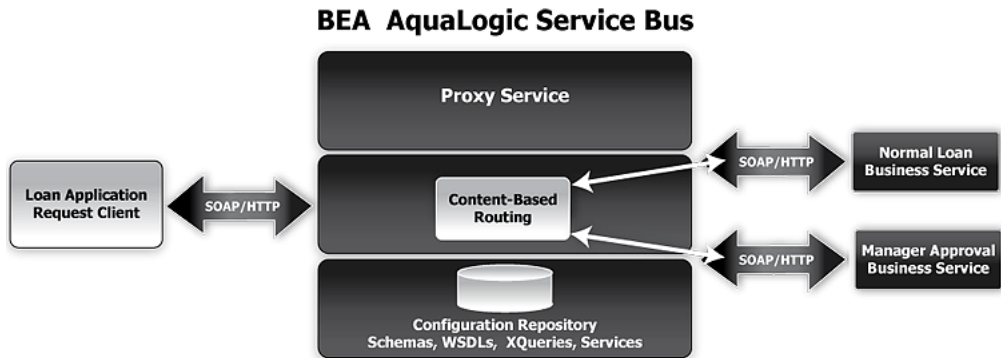 BEA AquaLogic Service Bus
Proxy Service
Loan Application
Request Client
SOAP/HTTP
Content-Based
Routing
SOAP/HTTP
Normal Loan
Business Service
SOAP/HTTP
Manager Approval
Business Service
Configuration Repository
Schemas, WSDLs, XQueries, Services